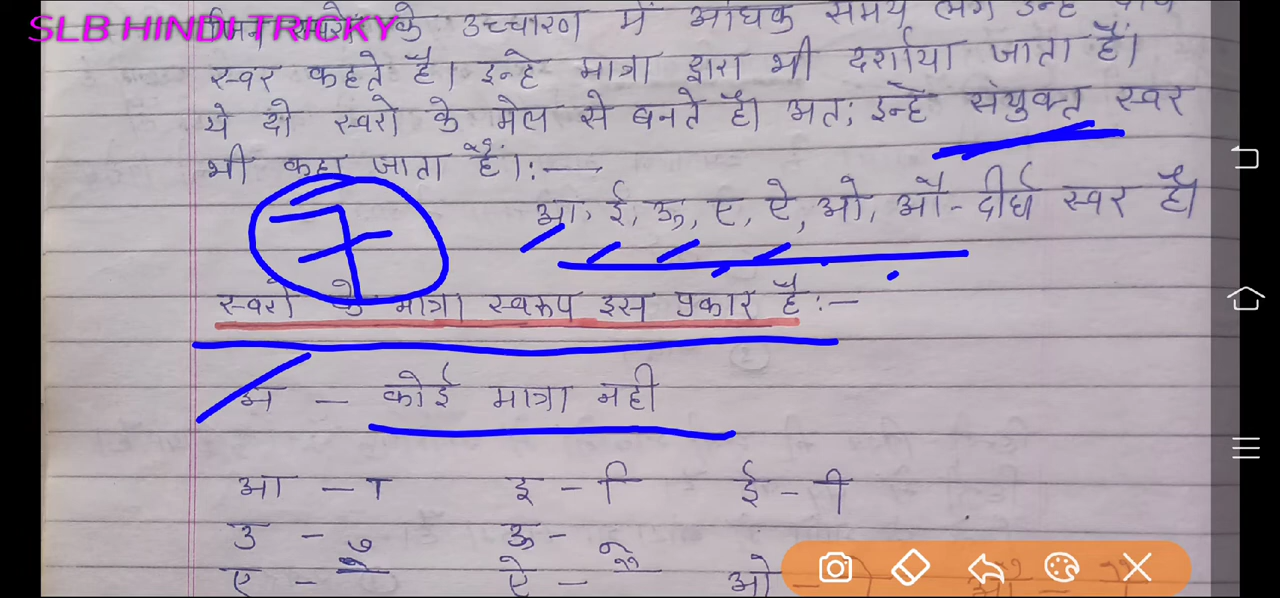 SLB HINDI TRICKY
के उच्चारण में अधिक समय लगे उन्हे
स्वर कहते है। इन्हे मात्रा द्वारा भी दर्शाया जाता है।
ये दो स्वरो के मेल से बनते है। अत: इन्हे संयुक्त स्वर
भी कहा जाता है।:—
आ, ई, ऊ, ए, ऐ, ओ, औ - दीर्घ स्वर है।
7
स्वरो के मात्रा स्वरूप इस प्रकार है:—
अ — कोई मात्रा नही
आ — ा इ — ि ई - ी
उ - ु ऊ - ू
ए - े ऐ - ै ओ -